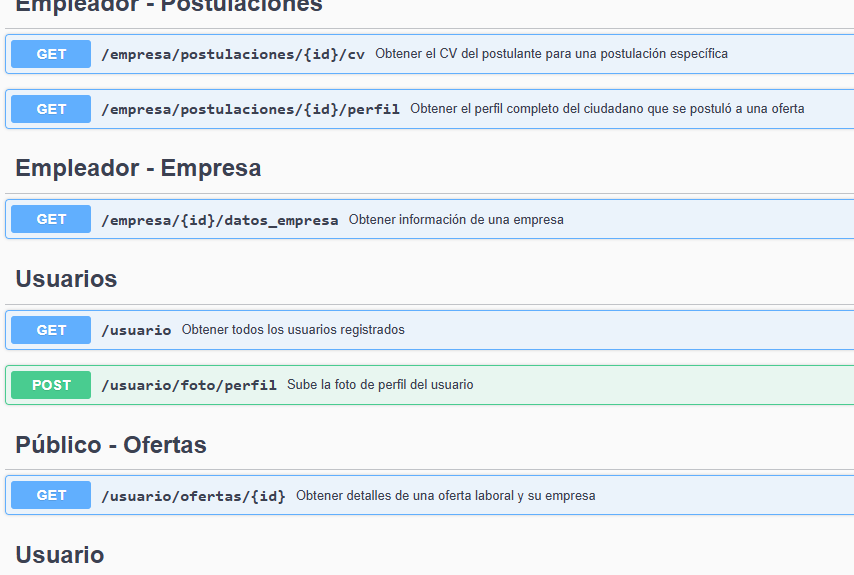 Empleador - Postulaciones
GET /empresa/postulaciones/{id}/cv Obtener el CV del postulante para una postulación específica
GET /empresa/postulaciones/{id}/perfil Obtener el perfil completo del ciudadano que se postuló a una oferta
Empleador - Empresa
GET /empresa/{id}/datos_empresa Obtener información de una empresa
Usuarios
GET /usuario Obtener todos los usuarios registrados
POST /usuario/foto/perfil Sube la foto de perfil del usuario
Público - Ofertas
GET /usuario/ofertas/{id} Obtener detalles de una oferta laboral y su empresa
Usuario